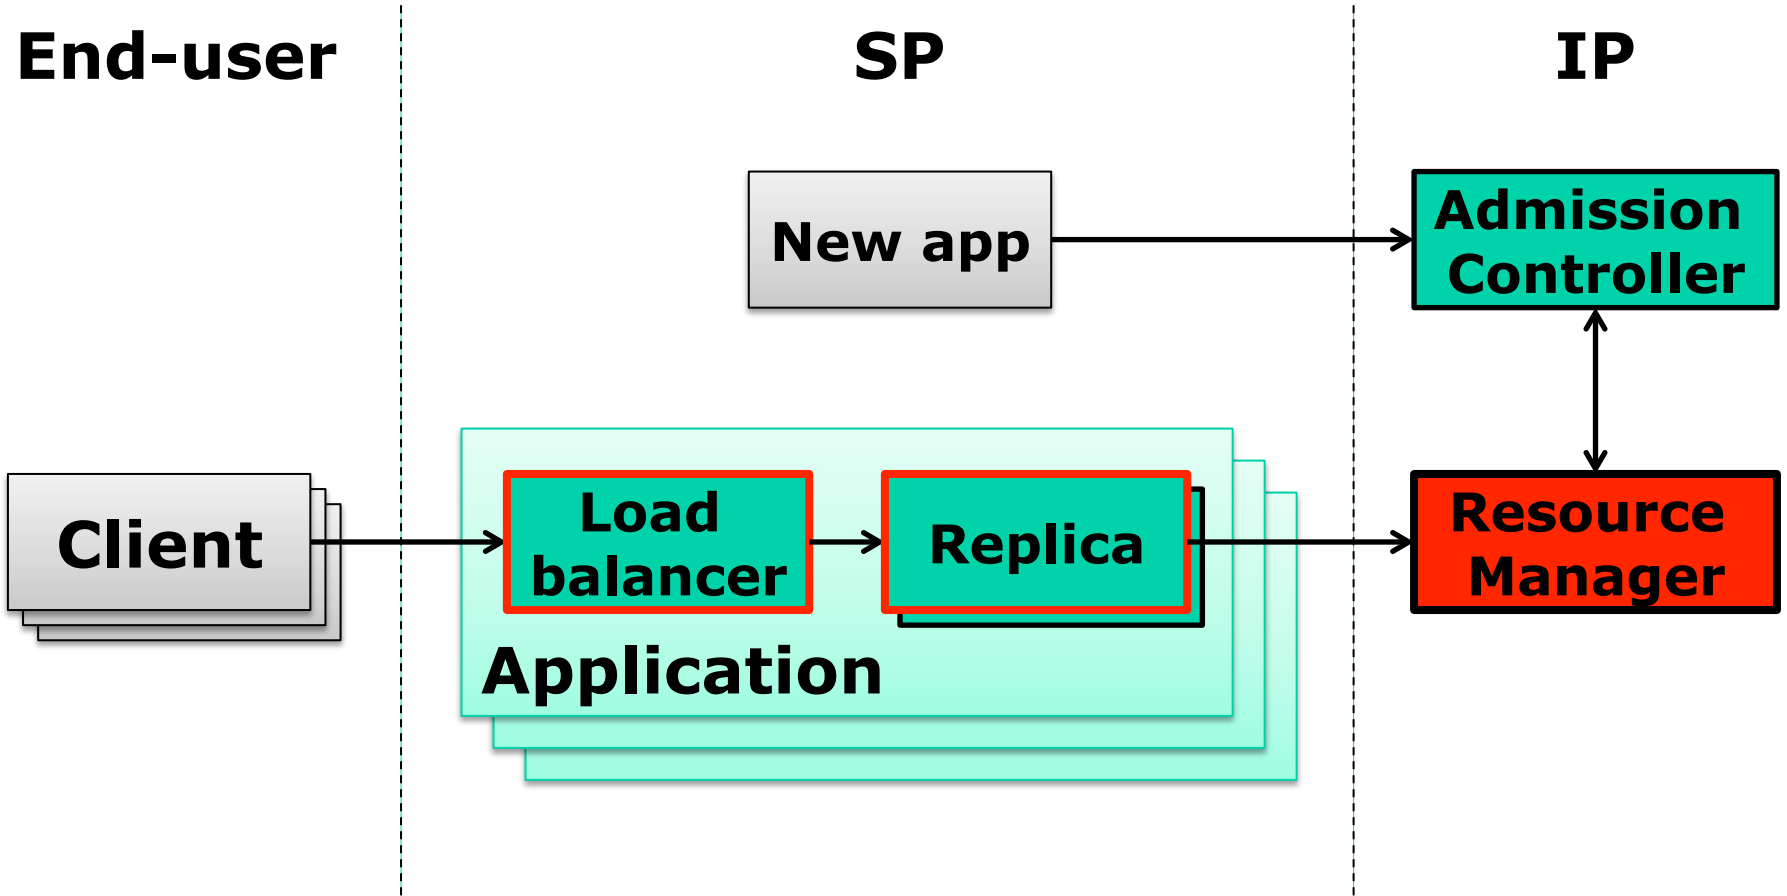 End-user
SP
IP
New app
Admission
Controller
Client
Load
balancer
Replica
Resource
Manager
Application